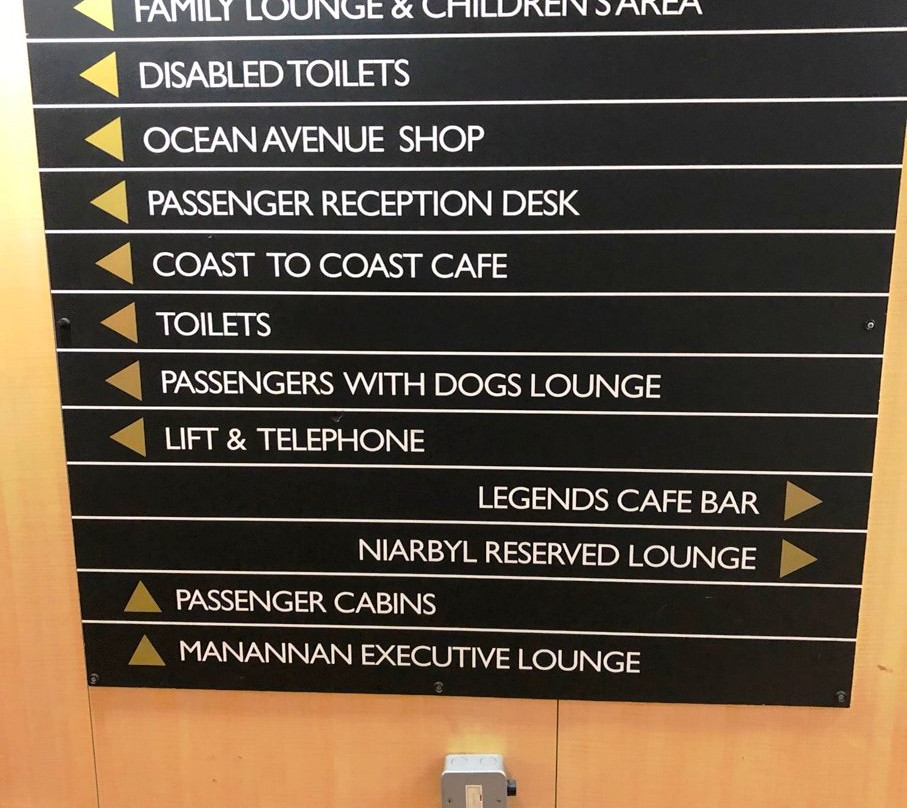 FAMILY LOUNGE & CHILDREN'S AREA
DISABLED TOILETS
OCEAN AVENUE SHOP
PASSENGER RECEPTION DESK
COAST TO COAST CAFE
TOILETS
PASSENGERS WITH DOGS LOUNGE
LIFT & TELEPHONE
LEGENDS CAFE BAR
NIARBYL RESERVED LOUNGE
PASSENGER CABINS
MANANNAN EXECUTIVE LOUNGE